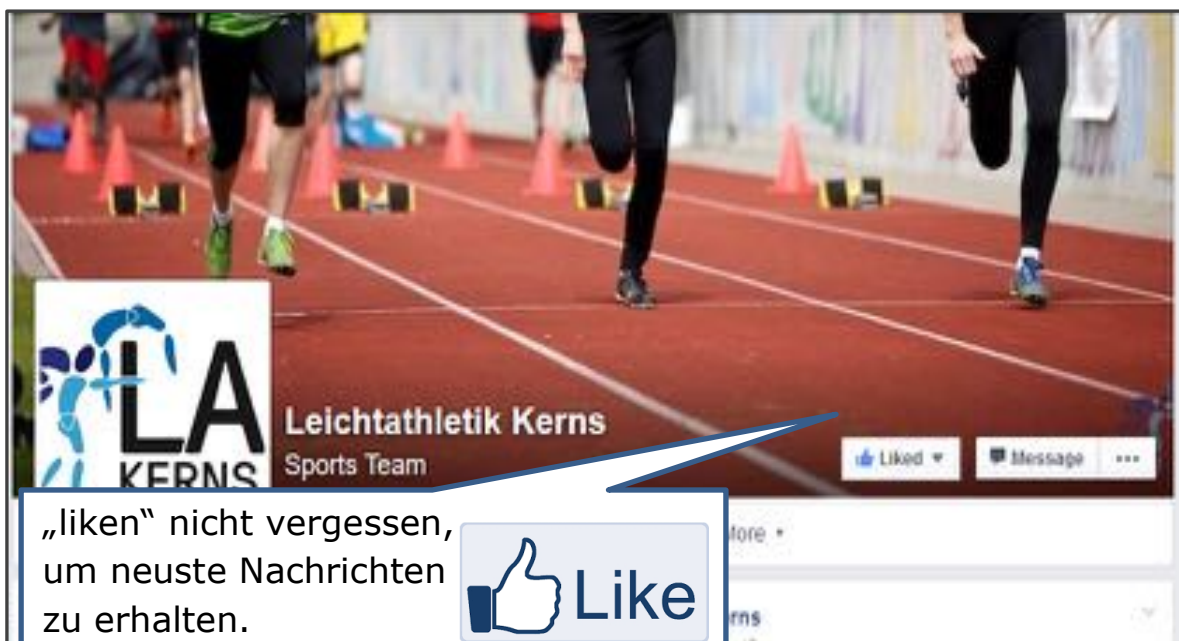 LA
KERNS
Leichtathletik Kerns
Sports Team
Liked
Message
„liken“ nicht vergessen,
um neuste Nachrichten
zu erhalten.
Like